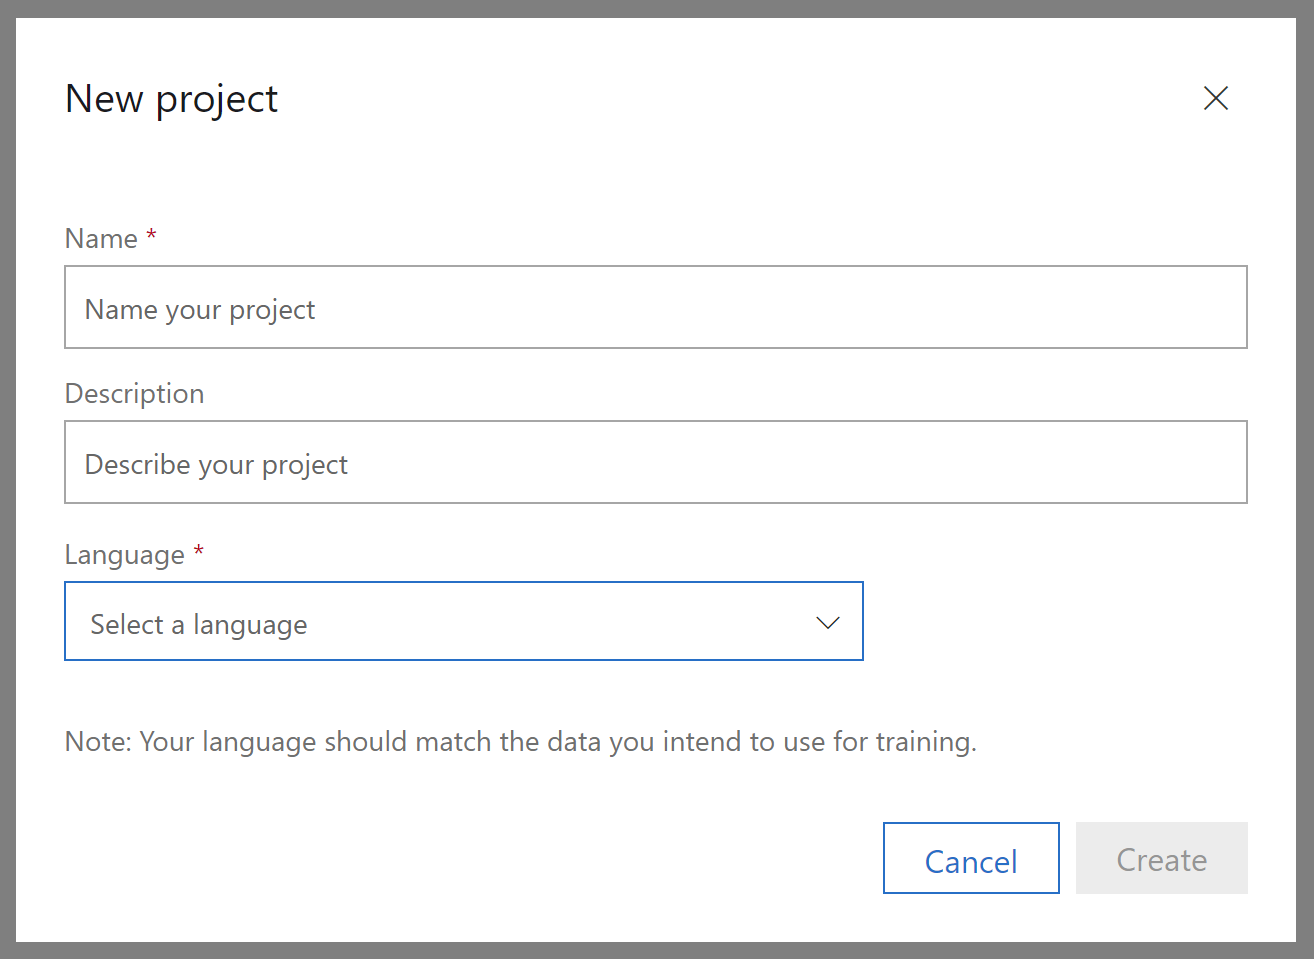 New project
Name *
Name your project
Description
Describe your project
Language *
Select a language
Note: Your language should match the data you intend to use for training.
Cancel
Create